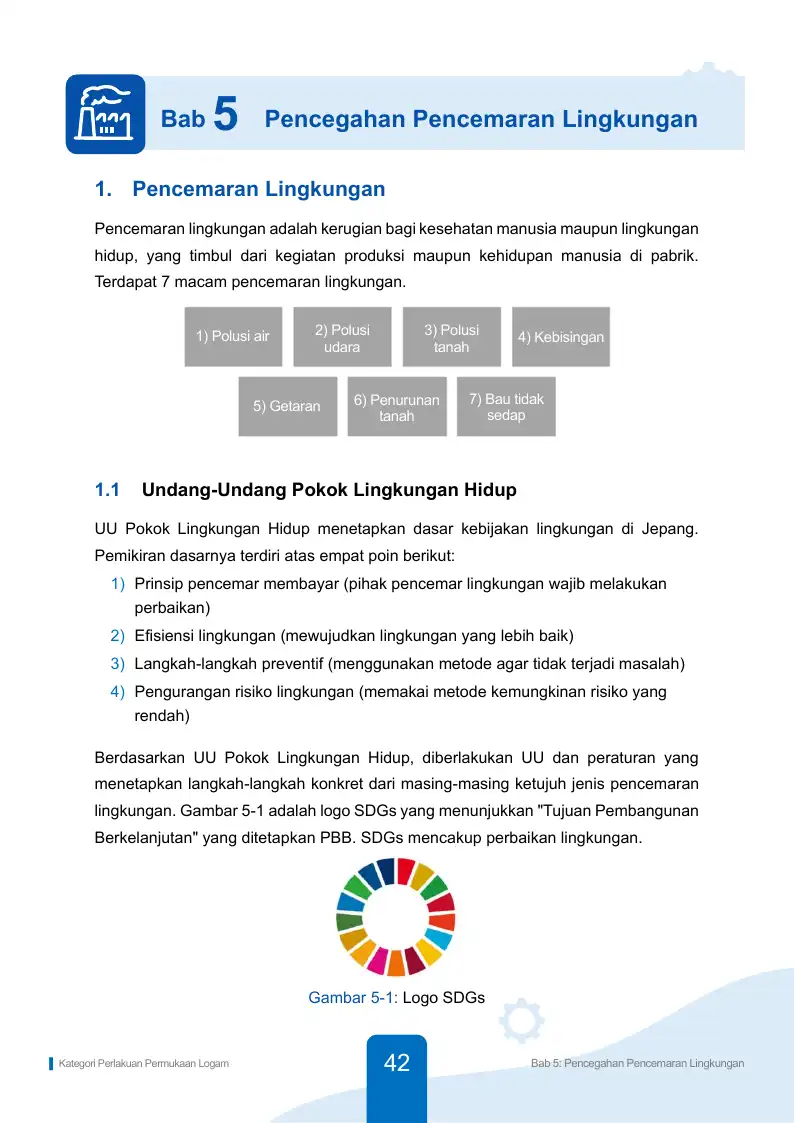 Bab 5 Pencegahan Pencemaran Lingkungan
1. Pencemaran Lingkungan
Pencemaran lingkungan adalah kerugian bagi kesehatan manusia maupun lingkungan
hidup, yang timbul dari kegiatan produksi maupun kehidupan manusia di pabrik.
Terdapat 7 macam pencemaran lingkungan.
1) Polusi air
2) Polusi
udara
3) Polusi
tanah
4) Kebisingan
5) Getaran
6) Penurunan
tanah
7) Bau tidak
sedap
1.1 Undang-Undang Pokok Lingkungan Hidup
UU Pokok Lingkungan Hidup menetapkan dasar kebijakan lingkungan di Jepang.
Pemikiran dasarnya terdiri atas empat poin berikut:
1) Prinsip pencemar membayar (pihak pencemar lingkungan wajib melakukan
perbaikan)
2) Efisiensi lingkungan (mewujudkan lingkungan yang lebih baik)
3) Langkah-langkah preventif (menggunakan metode agar tidak terjadi masalah)
4) Pengurangan risiko lingkungan (memakai metode kemungkinan risiko yang
rendah)
Berdasarkan UU Pokok Lingkungan Hidup, diberlakukan UU dan peraturan yang
menetapkan langkah-langkah konkret dari masing-masing ketujuh jenis pencemaran
lingkungan. Gambar 5-1 adalah logo SDGs yang menunjukkan "Tujuan Pembangunan
Berkelanjutan" yang ditetapkan PBB. SDGs mencakup perbaikan lingkungan.
Gambar 5-1: Logo SDGs
Kategori Perlakuan Permukaan Logam
42
Bab 5: Pencegahan Pencemaran Lingkungan